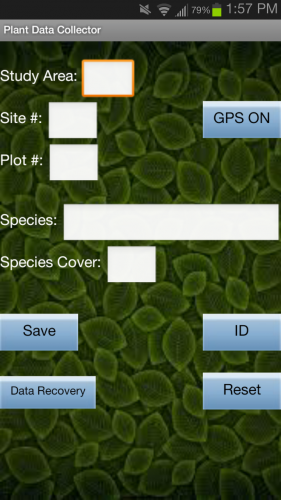 79% 1:57 PM
Plant Data Collector
Study Area:
Site #:
GPS ON
Plot #:
Species:
Species Cover:
Save
ID
Data Recovery
Reset